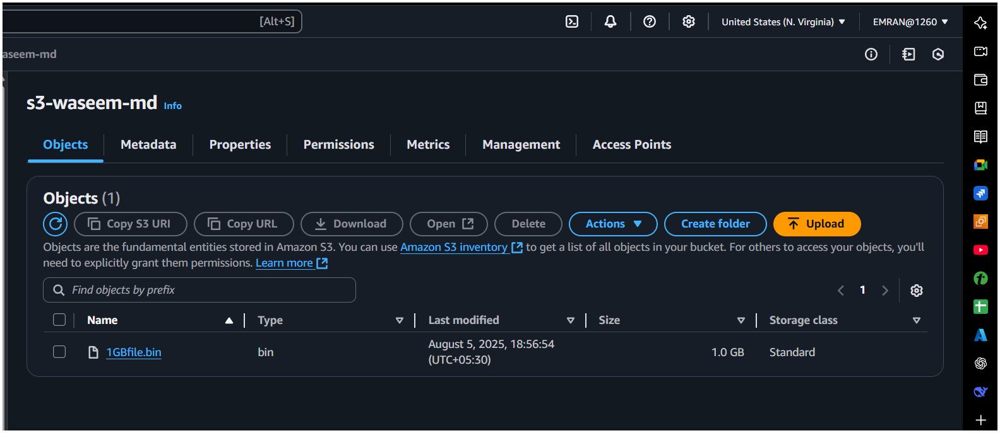 [Alt+S]
United States (N. Virginia)
EMRAN@1260
aseem-md
s3-waseem-md
Info
Objects
Metadata
Properties
Permissions
Metrics
Management
Access Points
Objects (1)
Copy S3 URI
Copy URL
Download
Open
Delete
Actions
Create folder
Upload
Objects are the fundamental entities stored in Amazon S3. You can use Amazon S3 inventory to get a list of all objects in your bucket. For others to access your objects, you'll
need to explicitly grant them permissions. Learn more
Find objects by prefix
1
Name
Type
Last modified
Size
Storage class
1GBfile.bin
bin
August 5, 2025, 18:56:54
(UTC+05:30)
1.0 GB
Standard